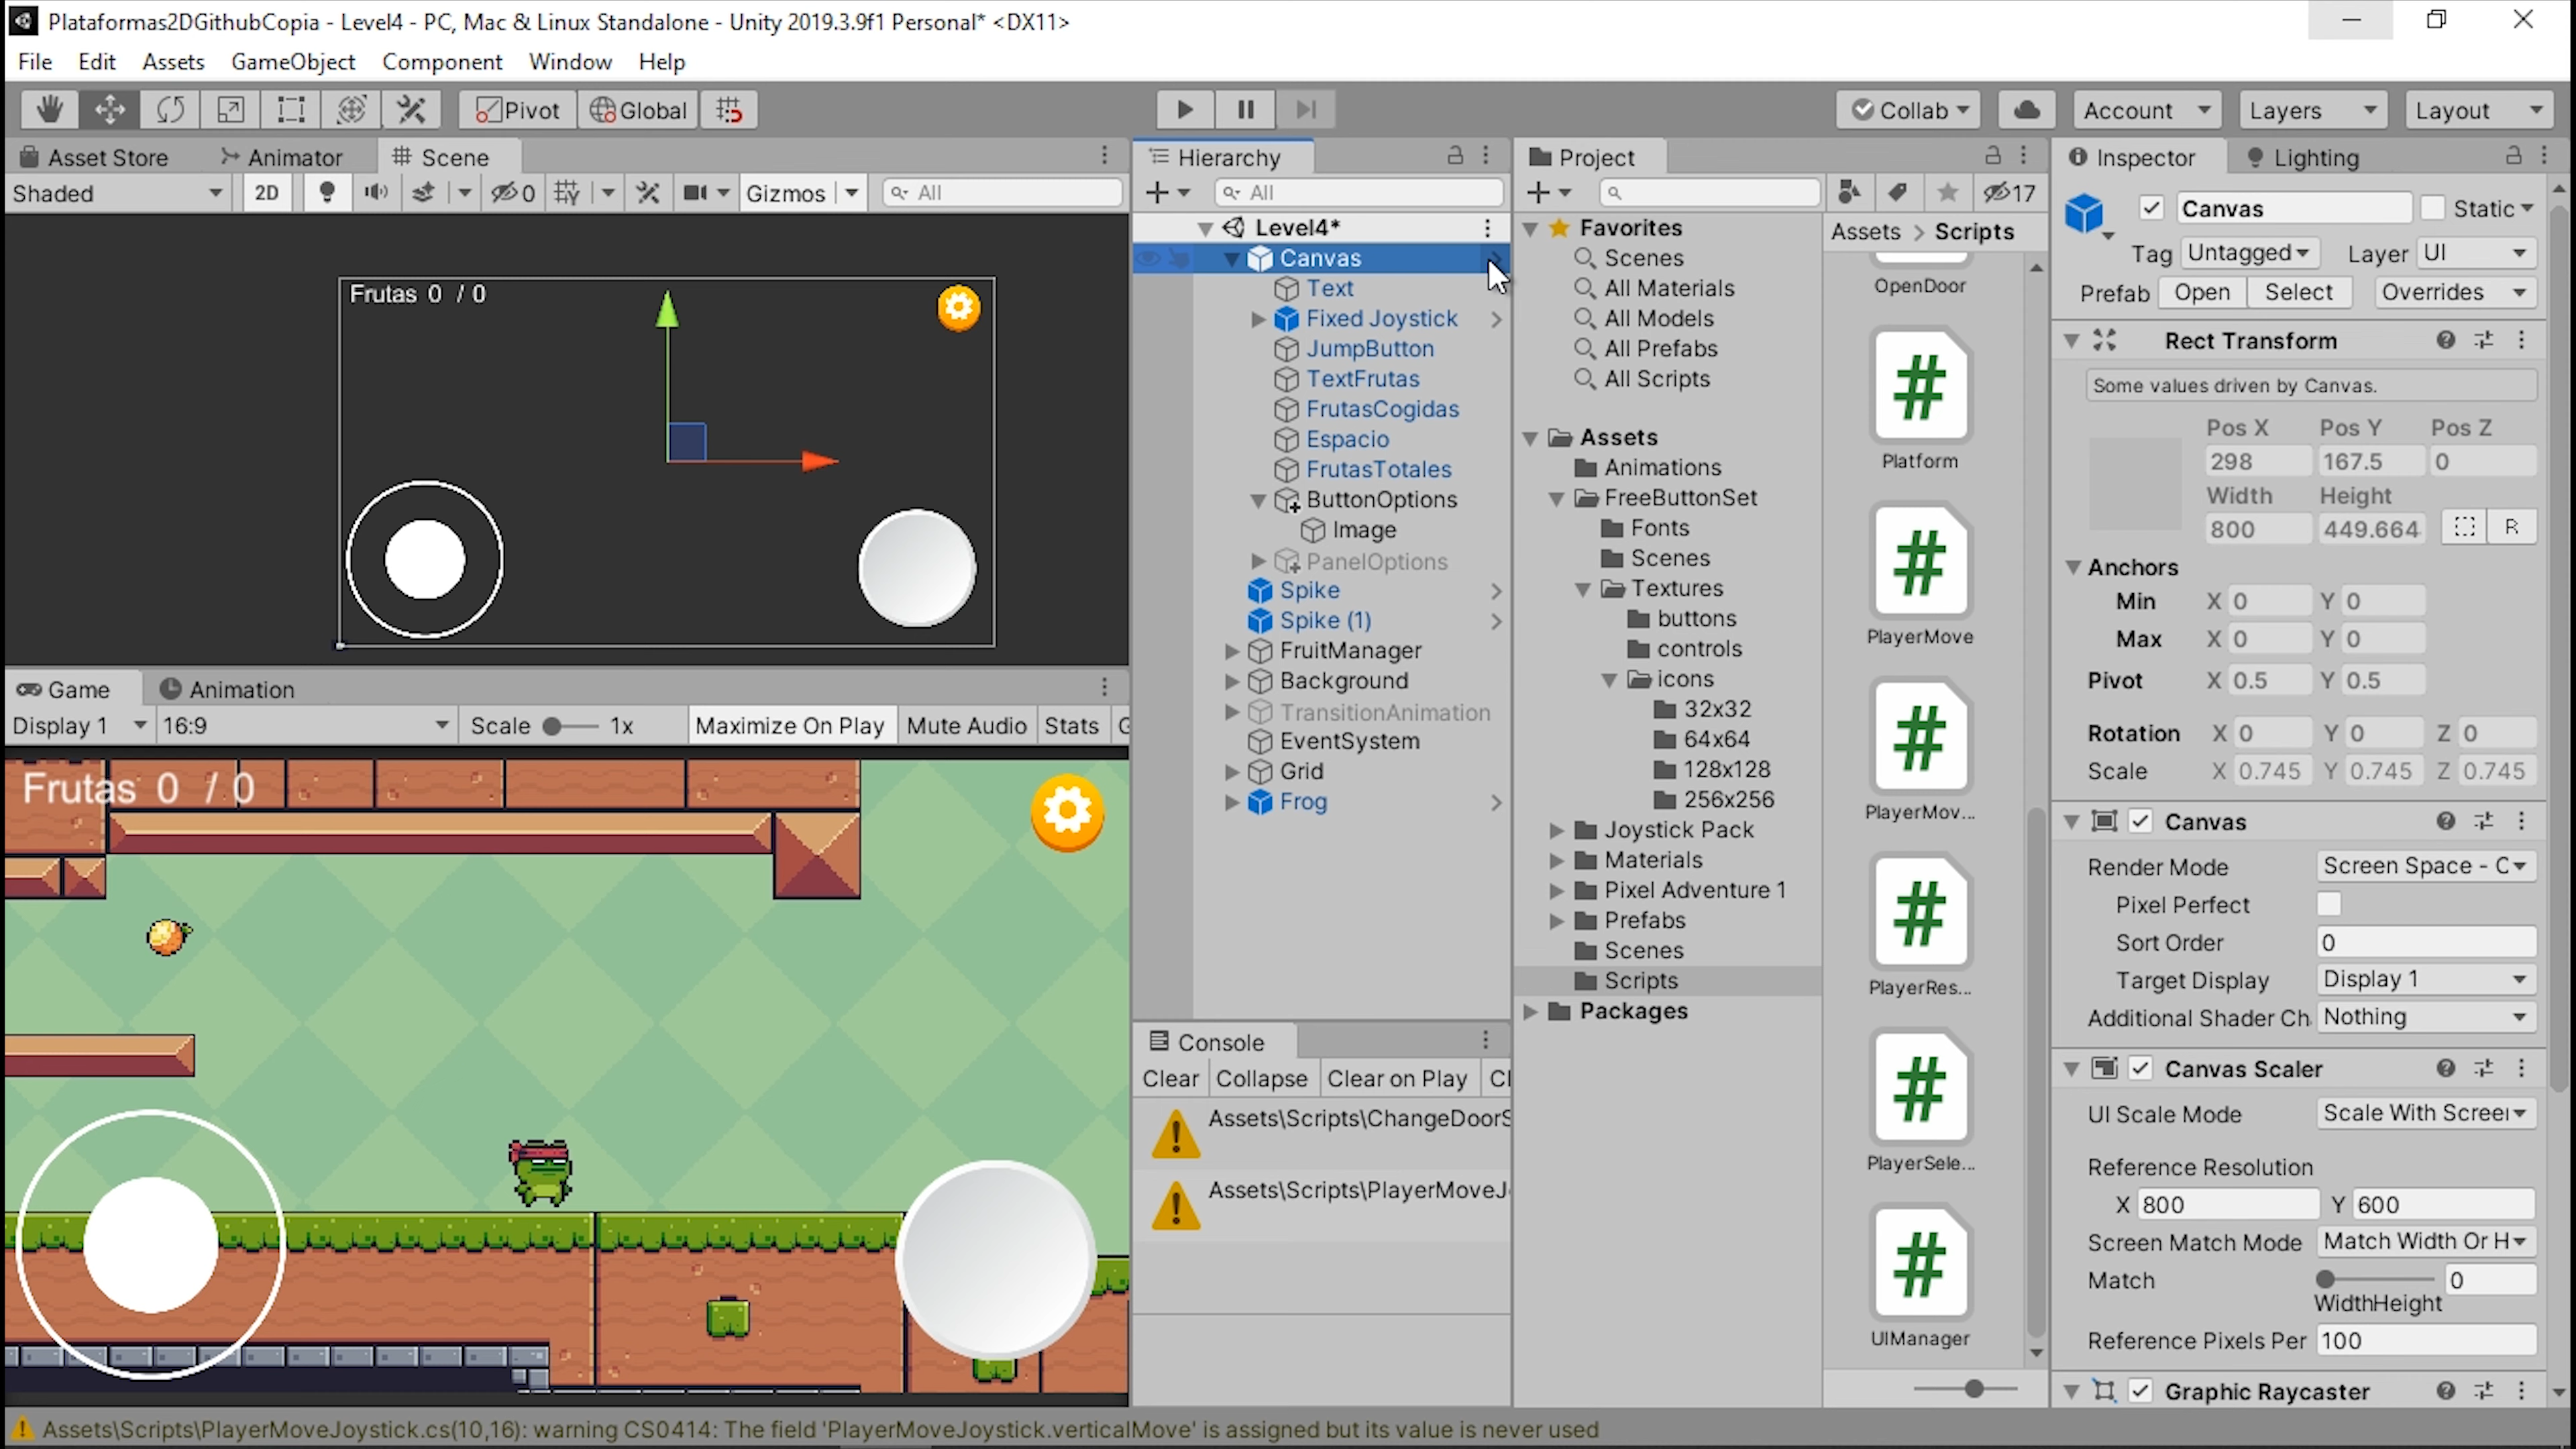 Plataformas2DGithubCopia - Level4 - PC, Mac & Linux Standalone - Unity 2019.3.9f1 Personal* <DX11>
File Edit Assets GameObject Component Window Help
Pivot Global Collab Account Layers Layout
Asset Store Animator Scene
Shaded 2D 0 Gizmos All
Frutas 0 / 0
Game Animation
Display 1 16:9 Scale 1x Maximize On Play Mute Audio Stats G
Frutas 0 / 0
Hierarchy
All
Level4*
Canvas
Text
Fixed Joystick
JumpButton
TextFrutas
FrutasCogidas
Espacio
FrutasTotales
ButtonOptions
Image
PanelOptions
Spike
Spike (1)
FruitManager
Background
TransitionAnimation
EventSystem
Grid
Frog
Console
Clear Collapse Clear on Play Cl
Assets\Scripts\ChangeDoorS
Assets\Scripts\PlayerMoveJ
Project
17
Favorites
Scenes
All Materials
All Models
All Prefabs
All Scripts
Assets
Animations
FreeButtonSet
Fonts
Scenes
Textures
buttons
controls
icons
32x32
64x64
128x128
256x256
Joystick Pack
Materials
Pixel Adventure 1
Prefabs
Scenes
Scripts
Packages
Assets > Scripts
OpenDoor
Platform
PlayerMove
PlayerMov...
PlayerRes...
PlayerSele...
UIManager
Inspector Lighting
Canvas Static
Tag Untagged Layer UI
Prefab Open Select Overrides
Rect Transform
Some values driven by Canvas.
Pos X Pos Y Pos Z
298 167.5 0
Width Height
800 449.664 R
Anchors
Min X 0 Y 0
Max X 0 Y 0
Pivot X 0.5 Y 0.5
Rotation X 0 Y 0 Z 0
Scale X 0.745 Y 0.745 Z 0.745
Canvas
Render Mode Screen Space - C
Pixel Perfect
Sort Order 0
Target Display Display 1
Additional Shader Ch Nothing
Canvas Scaler
UI Scale Mode Scale With Screen
Reference Resolution
X 800 Y 600
Screen Match Mode Match Width Or H
Match 0
WidthHeight
Reference Pixels Per 100
Graphic Raycaster
Assets\Scripts\PlayerMoveJoystick.cs(10,16): warning CS0414: The field 'PlayerMoveJoystick.verticalMove' is assigned but its value is never used